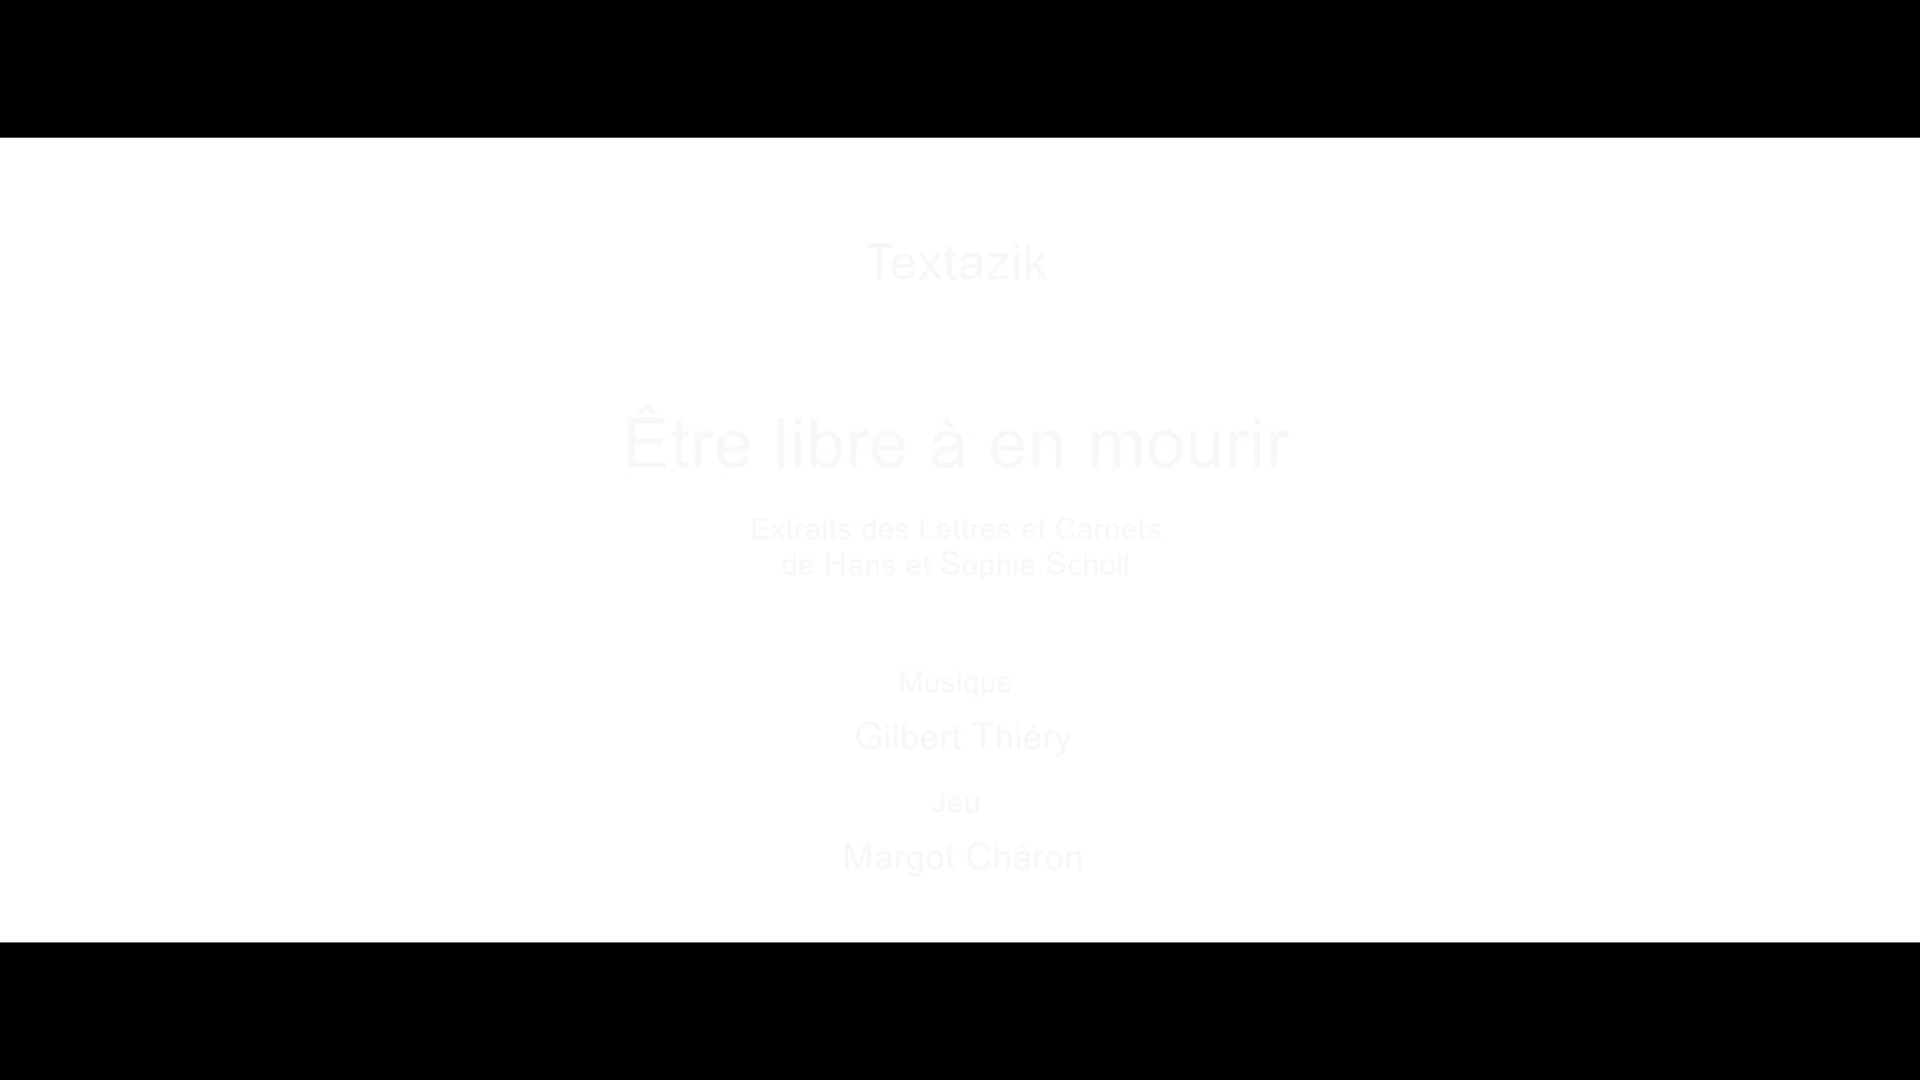 Textazik
Être libre à en mourir
Extraits des Lettres et Carnets
de Hans et Sophie Scholl
Musique
Gilbert Thiéry
Jeu
Margot Châron